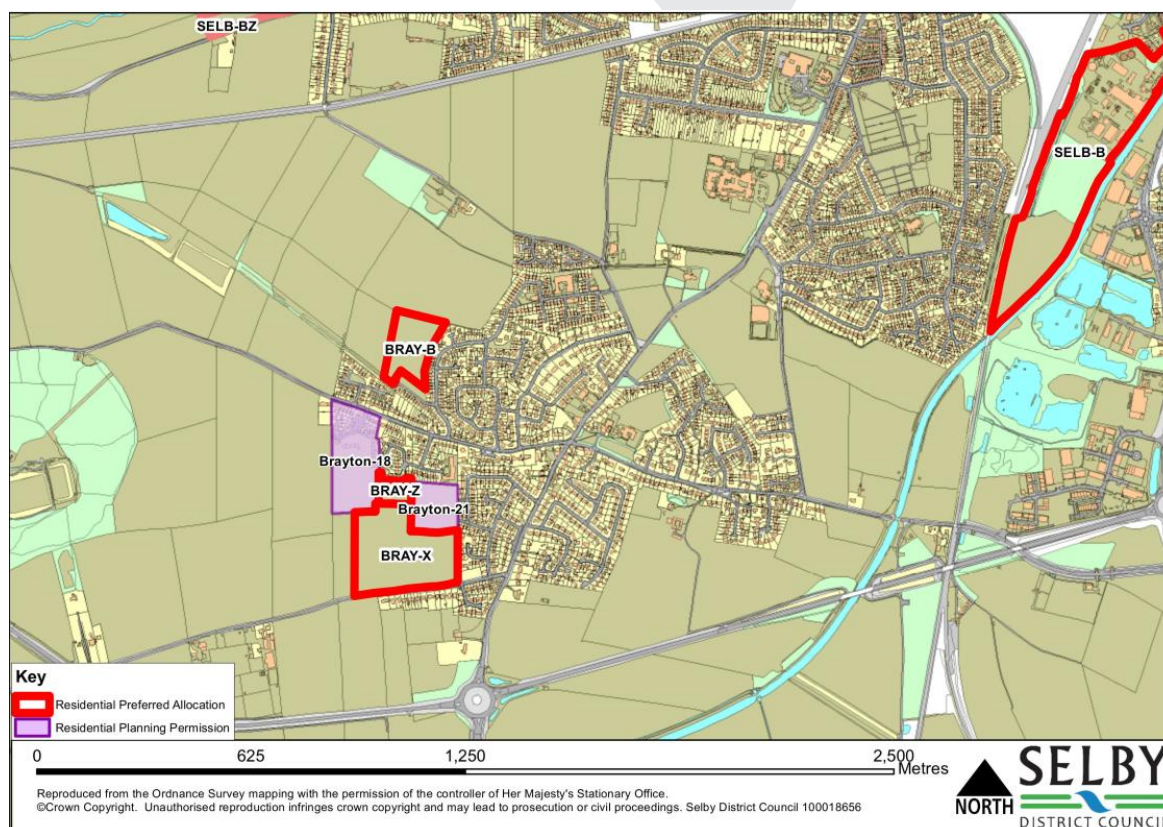 SELB-BZ
SELB-B
BRAY-B
Brayton-18
BRAY-Z
Brayton-21
BRAY-X
Key
Residential Preferred Allocation
Residential Planning Permission
0 625 1,250 2,500
Metres
Reproduced from the Ordnance Survey mapping with the permission of the controller of Her Majesty's Stationary Office.
©Crown Copyright. Unauthorised reproduction infringes crown copyright and may lead to prosecution or civil proceedings. Selby District Council 100018656
NORTH
SELBY
DISTRICT COUNCIL